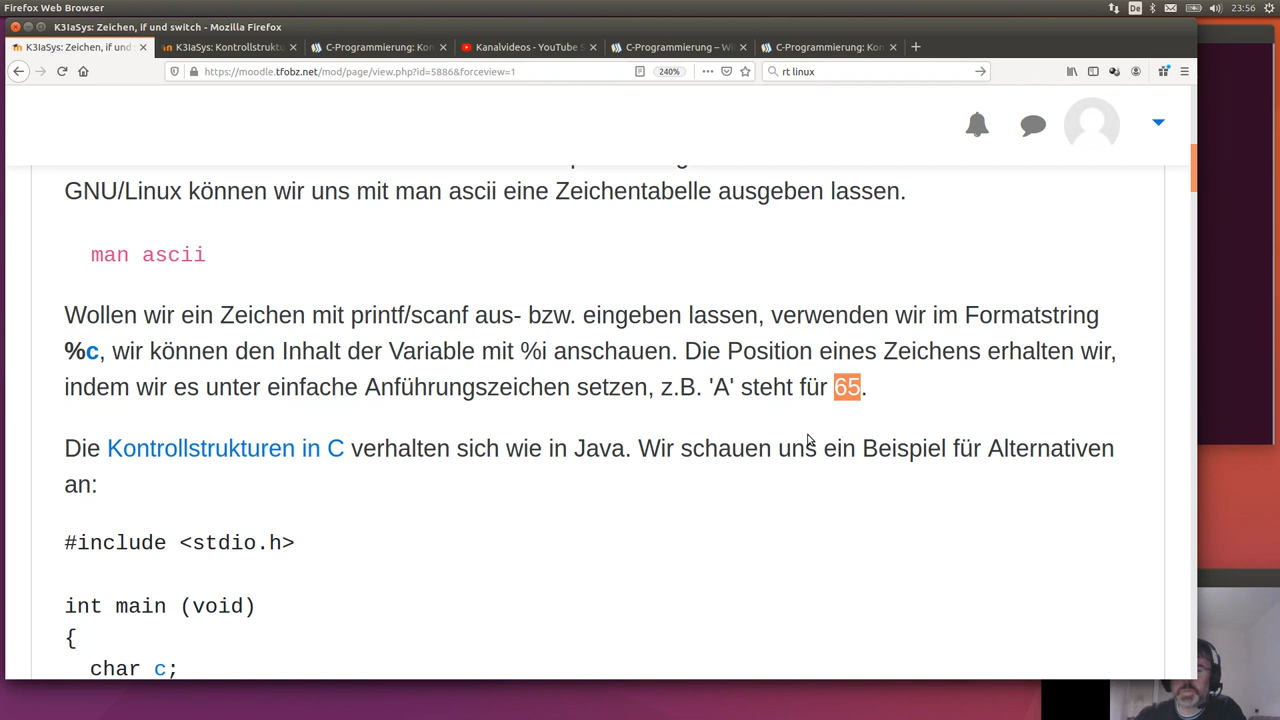 Firefox Web Browser
De
23:56
K3IaSys: Zeichen, if und switch - Mozilla Firefox
K3IaSys: Zeichen, if und
K3IaSys: Kontrollstruktu
C-Programmierung: Kon
Kanalvideos - YouTube S
C-Programmierung – Wi
C-Programmierung: Kon
https://moodle.tfobz.net/mod/page/view.php?id=5886&forceview=1
240%
rt linux
GNU/Linux können wir uns mit man ascii eine Zeichentabelle ausgeben lassen.
man ascii
Wollen wir ein Zeichen mit printf/scanf aus- bzw. eingeben lassen, verwenden wir im Formatstring
%c, wir können den Inhalt der Variable mit %i anschauen. Die Position eines Zeichens erhalten wir,
indem wir es unter einfache Anführungszeichen setzen, z.B. 'A' steht für 65.
Die Kontrollstrukturen in C verhalten sich wie in Java. Wir schauen uns ein Beispiel für Alternativen
an:
#include <stdio.h>
int main (void)
{
char c;